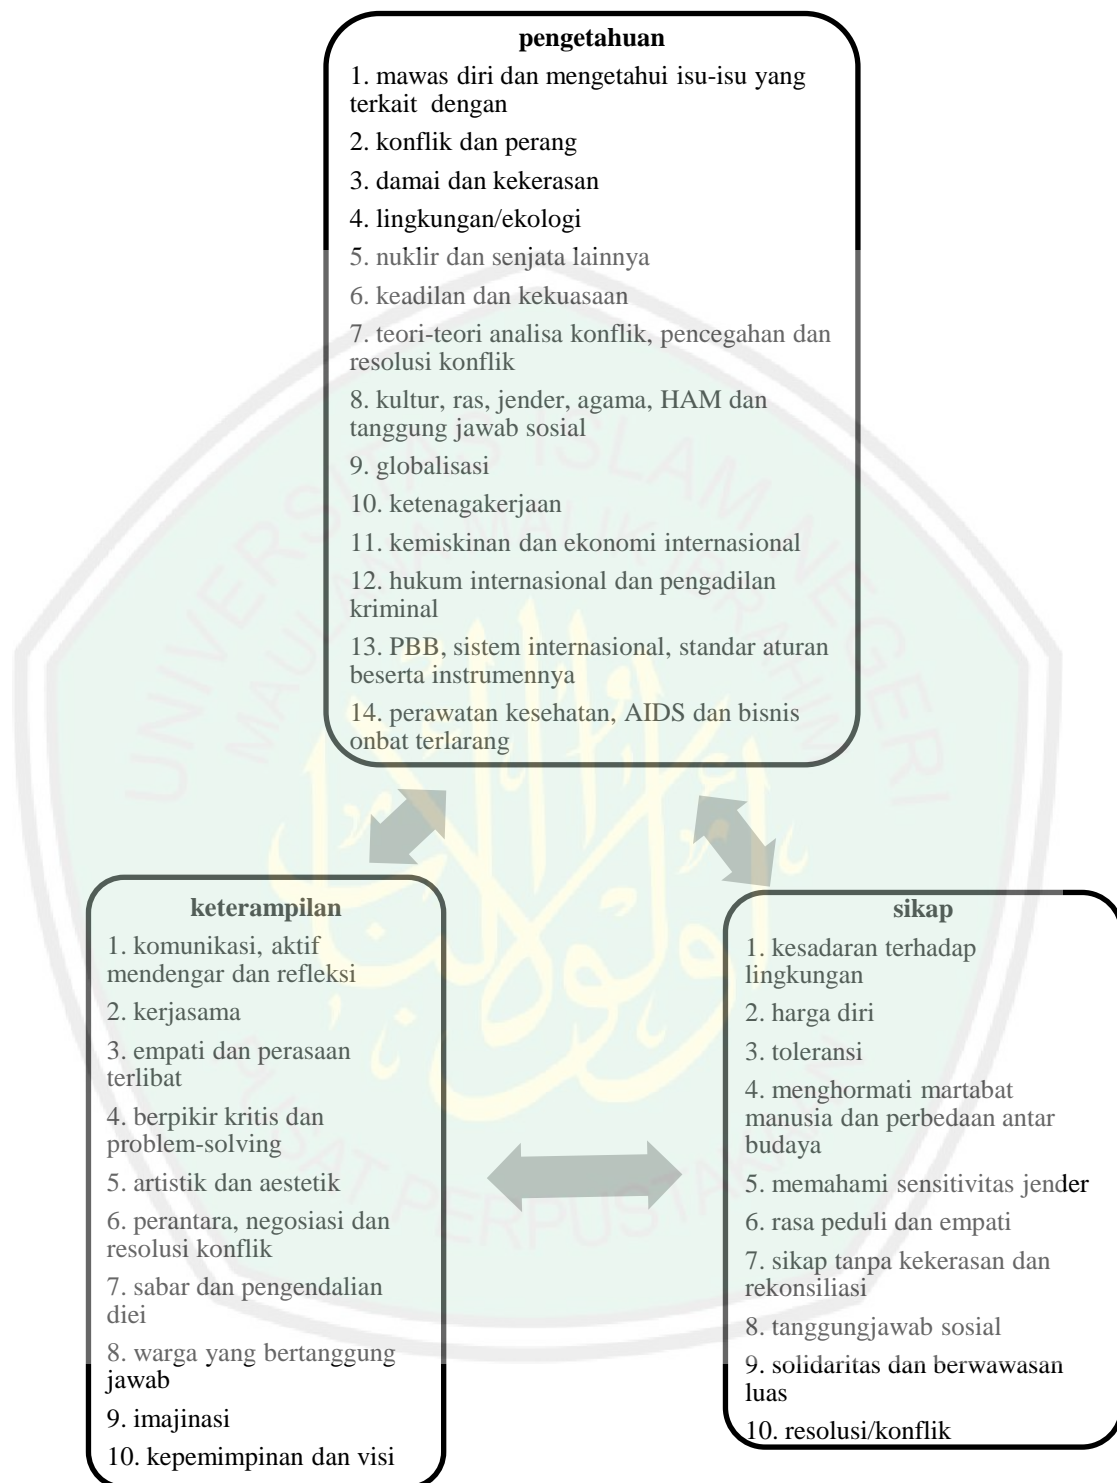 pengetahuan
1. mawas diri dan mengetahui isu-isu yang
terkait dengan
2. konflik dan perang
3. damai dan kekerasan
4. lingkungan/ekologi
5. nuklir dan senjata lainnya
6. keadilan dan kekuasaan
7. teori-teori analisa konflik, pencegahan dan
resolusi konflik
8. kultur, ras, jender, agama, HAM dan
tanggung jawab sosial
9. globalisasi
10. ketenagakerjaan
11. kemiskinan dan ekonomi internasional
12. hukum internasional dan pengadilan
kriminal
13. PBB, sistem internasional, standar aturan
beserta instrumennya
14. perawatan kesehatan, AIDS dan bisnis
onbat terlarang
keterampilan
1. komunikasi, aktif
mendengar dan refleksi
2. kerjasama
3. empati dan perasaan
terlibat
4. berpikir kritis dan
problem-solving
5. artistik dan aestetik
6. perantara, negosiasi dan
resolusi konflik
7. sabar dan pengendalian
diei
8. warga yang bertanggung
jawab
9. imajinasi
10. kepemimpinan dan visi
sikap
1. kesadaran terhadap
lingkungan
2. harga diri
3. toleransi
4. menghormati martabat
manusia dan perbedaan antar
budaya
5. memahami sensitivitas jender
6. rasa peduli dan empati
7. sikap tanpa kekerasan dan
rekonsiliasi
8. tanggungjawab sosial
9. solidaritas dan berwawasan
luas
10. resolusi/konflik
UNIVERSITAS ISLAM NEGERI
MAULANA MALIK IBRAHIM